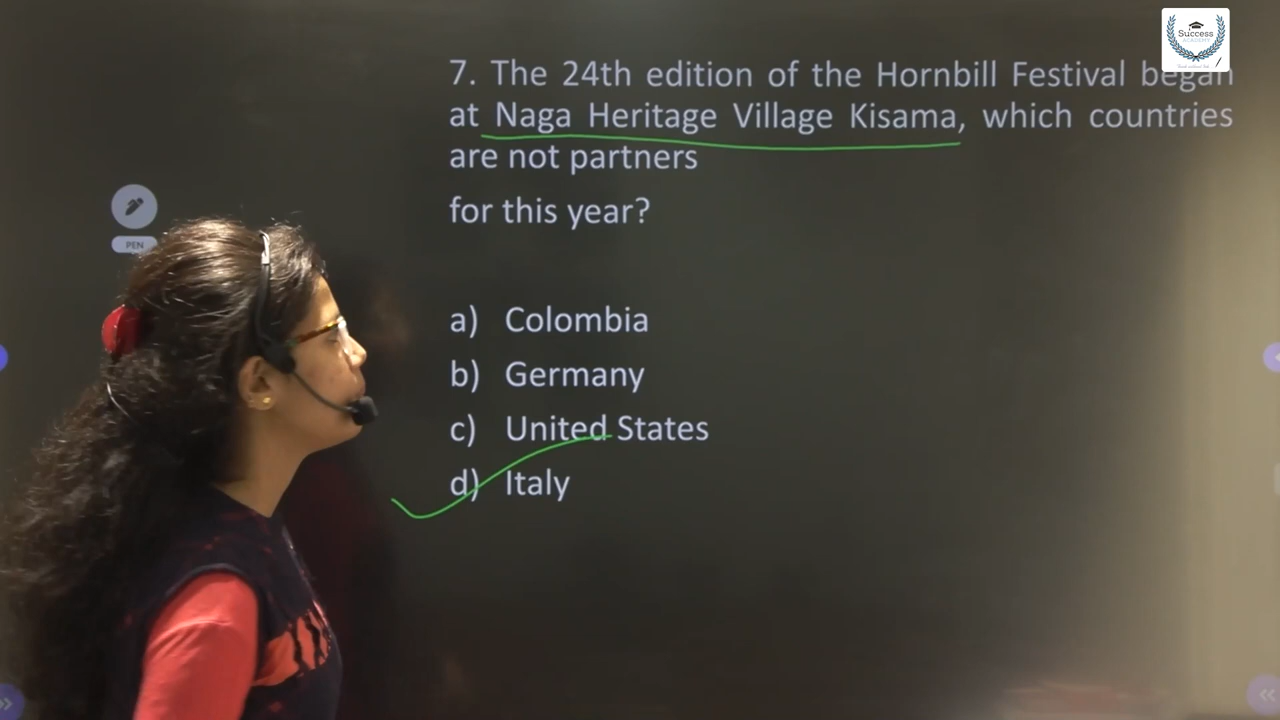 Success
ACADEMY
7. The 24th edition of the Hornbill Festival began
at Naga Heritage Village Kisama, which countries
are not partners
for this year?
PEN
a) Colombia
b) Germany
c) United States
d) Italy